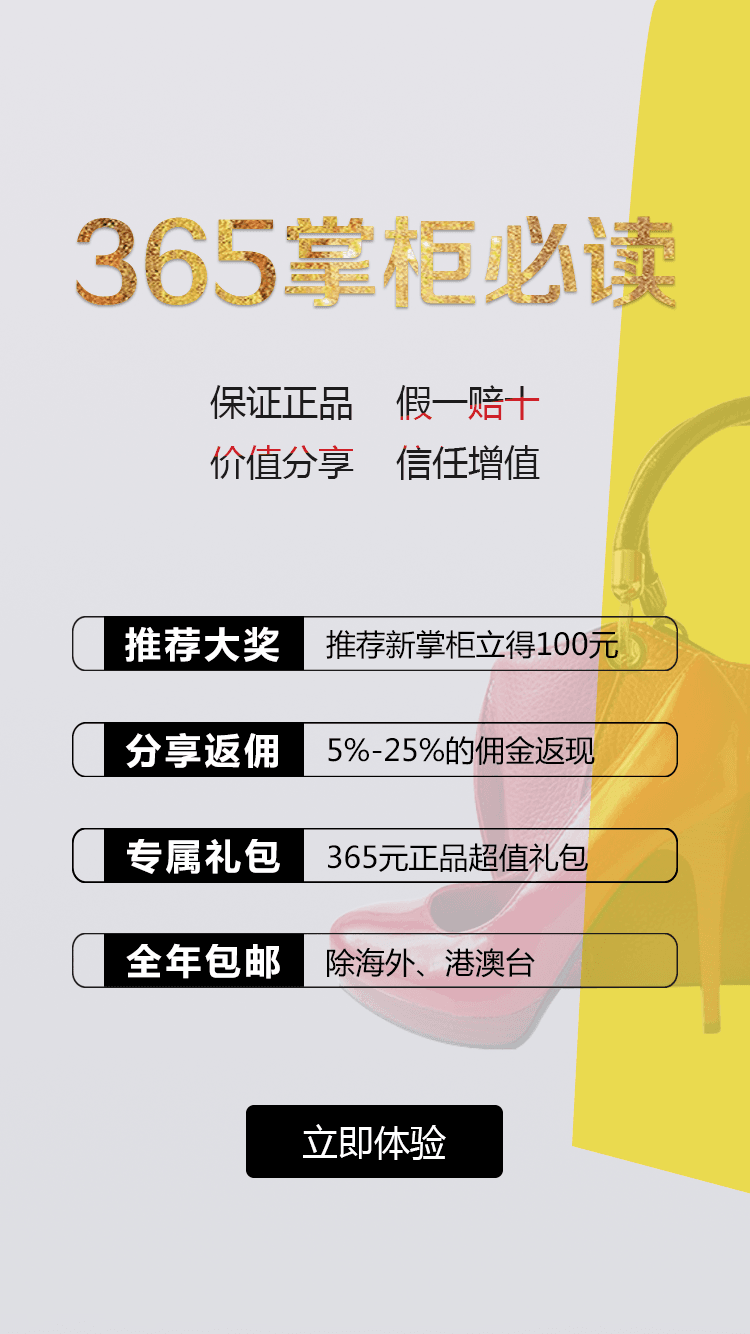 365掌柜必读
保证正品 假一赔十
价值分享 信任增值
推荐大奖 推荐新掌柜立得100元
分享返佣 5%-25%的佣金返现
专属礼包 365元正品超值礼包
全年包邮 除海外、港澳台
立即体验